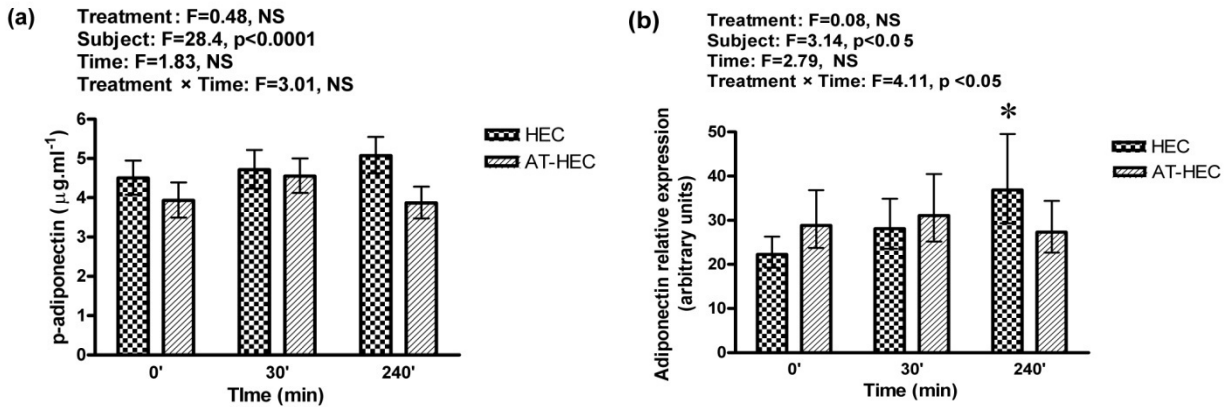 (a)
Treatment: F=0.48, NS
Subject: F=28.4, p<0.0001
Time: F=1.83, NS
Treatment × Time: F=3.01, NS
p-adiponectin (μg.ml⁻¹)
6
5
4
3
2
1
0
0' 30' 240'
TIme (min)
HEC
AT-HEC
(b)
Treatment: F=0.08, NS
Subject: F=3.14, p<0.05
Time: F=2.79, NS
Treatment × Time: F=4.11, p <0.05
Adiponectin relative expression
(arbitrary units)
50
40
30
20
10
0
*
0' 30' 240'
Time (min)
HEC
AT-HEC